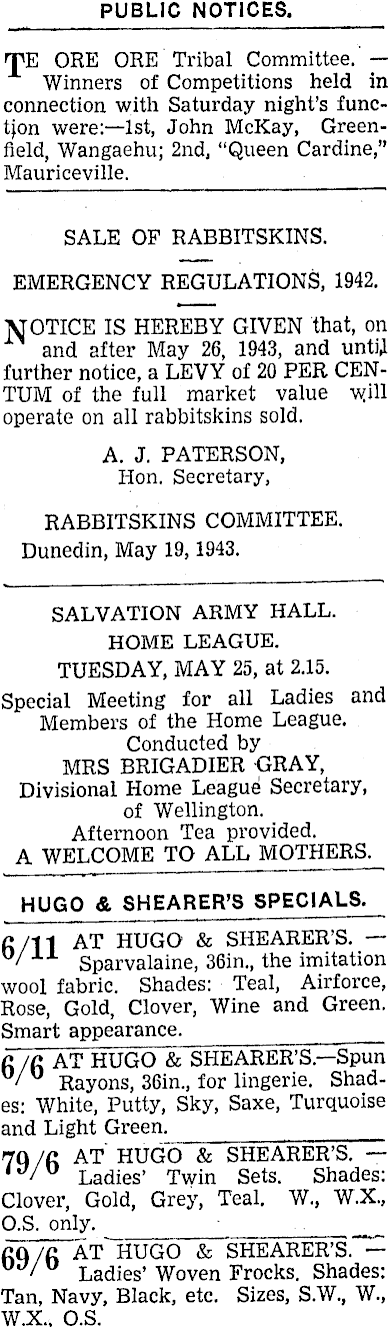 PUBLIC NOTICES.
TE ORE ORE Tribal Committee. —
Winners of Competitions held in
connection with Saturday night's func-
tion were:—1st, John McKay, Green-
field, Wangaehu; 2nd, "Queen Cardine,"
Mauriceville.
SALE OF RABBITSKINS.
EMERGENCY REGULATIONS, 1942.
NOTICE IS HEREBY GIVEN that, on
and after May 26, 1943, and until
further notice, a LEVY of 20 PER CEN-
TUM of the full market value will
operate on all rabbitskins sold.
A. J. PATERSON,
Hon. Secretary,
RABBITSKINS COMMITTEE.
Dunedin, May 19, 1943.
SALVATION ARMY HALL.
HOME LEAGUE.
TUESDAY, MAY 25, at 2.15.
Special Meeting for all Ladies and
Members of the Home League.
Conducted by
MRS BRIGADIER GRAY,
Divisional Home League Secretary,
of Wellington.
Afternoon Tea provided.
A WELCOME TO ALL MOTHERS.
HUGO & SHEARER'S SPECIALS.
6/11 AT HUGO & SHEARER'S. —
Sparvalaine, 36in., the imitation
wool fabric. Shades: Teal, Airforce,
Rose, Gold, Clover, Wine and Green.
Smart appearance.
6/6 AT HUGO & SHEARER'S.—Spun
Rayons, 36in., for lingerie. Shad-
es: White, Putty, Sky, Saxe, Turquoise
and Light Green.
79/6 AT HUGO & SHEARER'S. —
Ladies' Twin Sets. Shades:
Clover, Gold, Grey, Teal. W., W.X.,
O.S. only.
69/6 AT HUGO & SHEARER'S. —
Ladies' Woven Frocks. Shades:
Tan, Navy, Black, etc. Sizes, S.W., W.,
W.X., O.S.